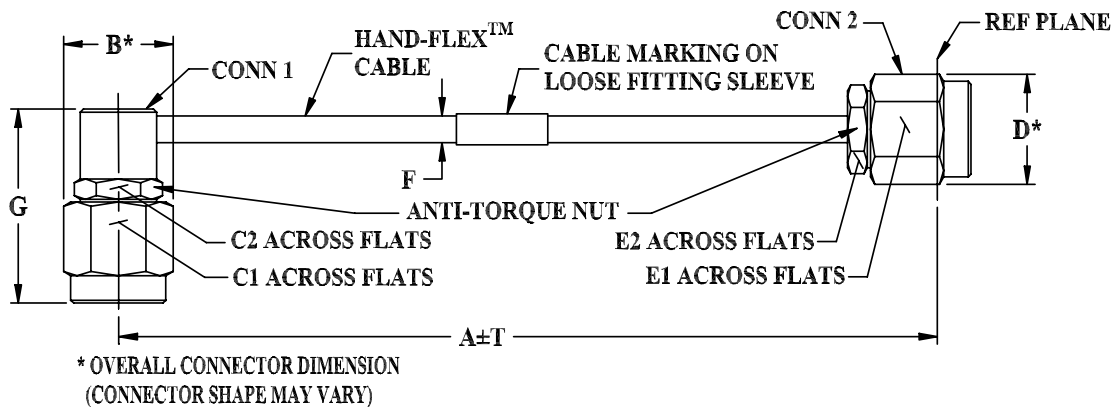 B*
CONN 1
HAND-FLEX™
CABLE
CABLE MARKING ON
LOOSE FITTING SLEEVE
CONN 2
REF PLANE
D*
F
G
ANTI-TORQUE NUT
C2 ACROSS FLATS
C1 ACROSS FLATS
E2 ACROSS FLATS
E1 ACROSS FLATS
A±T
* OVERALL CONNECTOR DIMENSION
(CONNECTOR SHAPE MAY VARY)